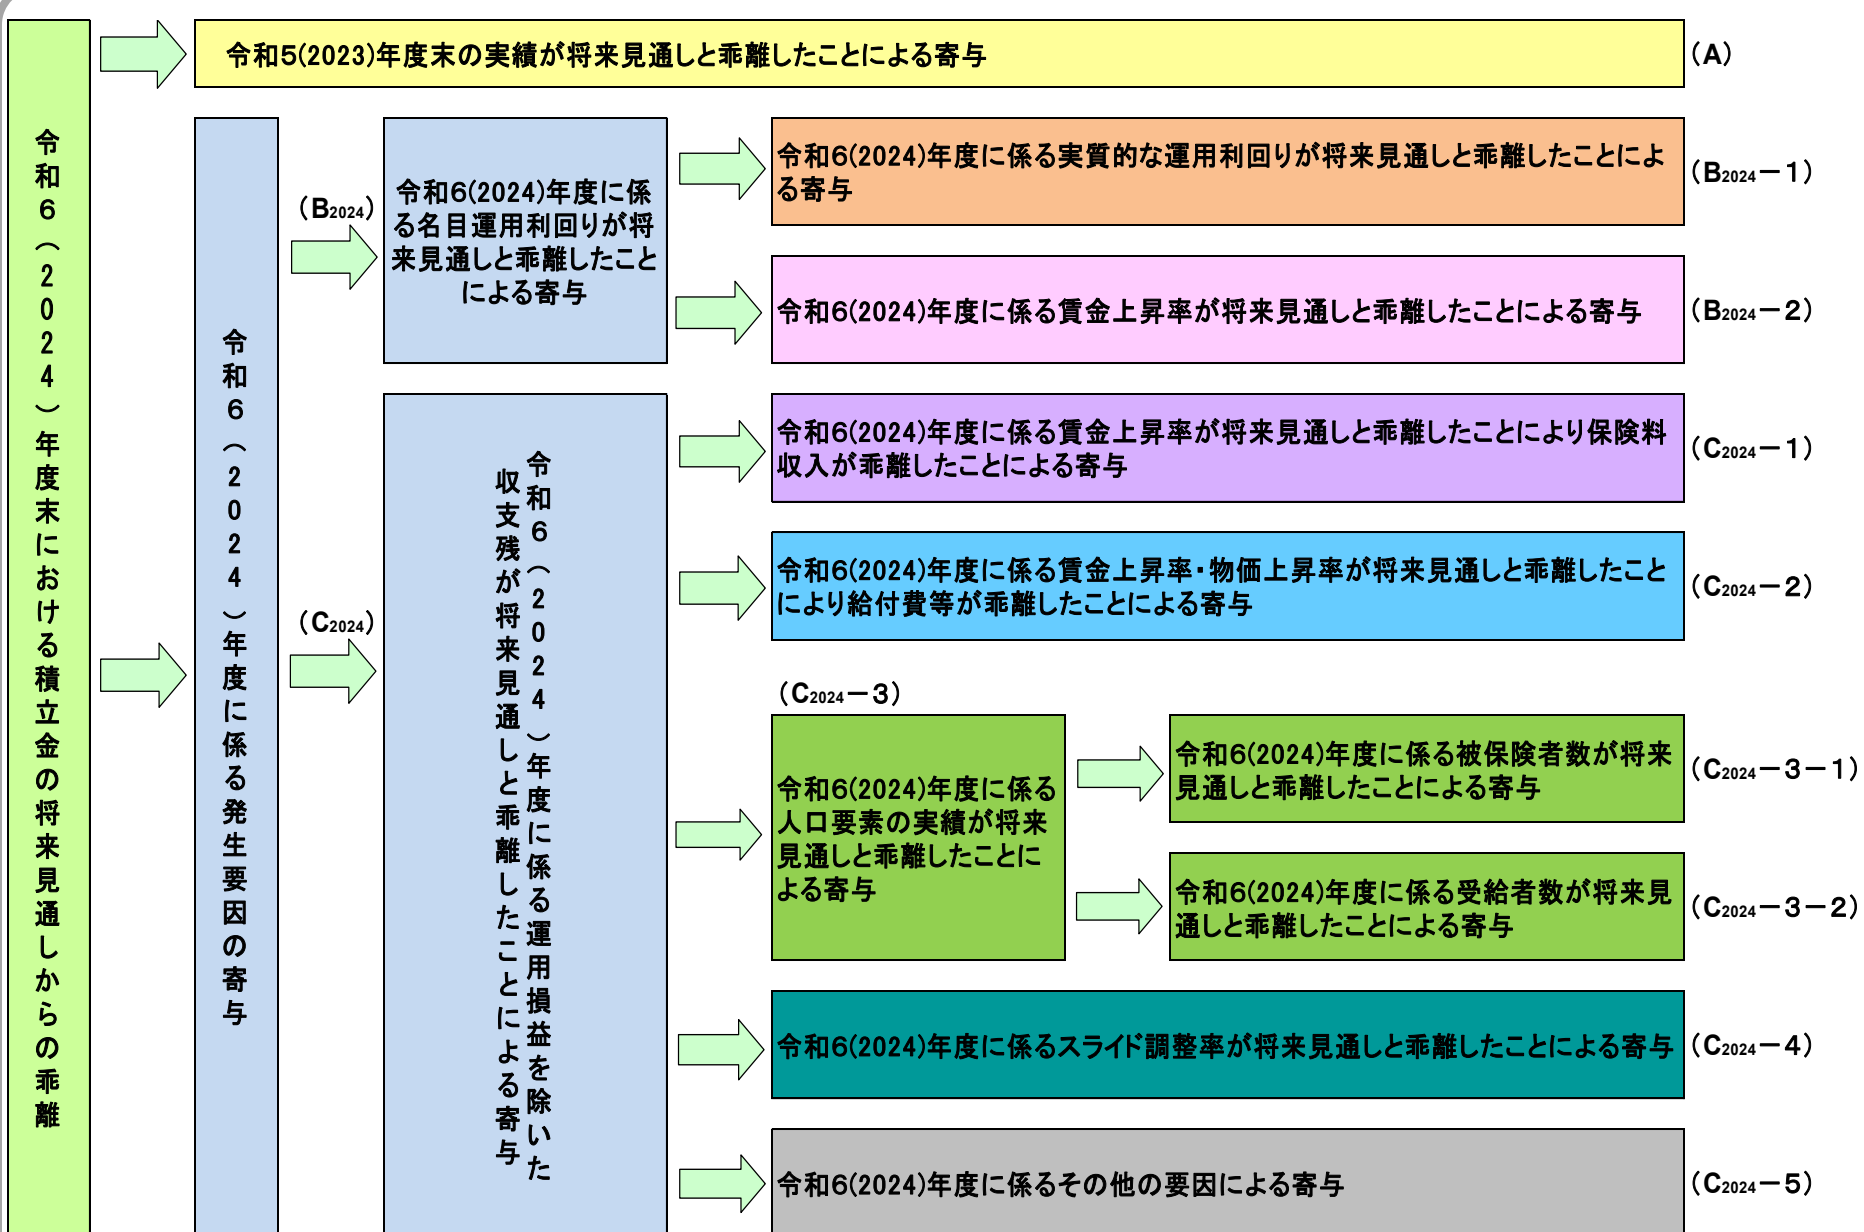 令和6（2024）年度末における積立金の将来見通しからの乖離
令和5(2023)年度末の実績が将来見通しと乖離したことによる寄与
（A）
令和6（2024）年度に係る発生要因の寄与
（B2024）
令和6(2024)年度に係
る名目運用利回りが将
来見通しと乖離したこと
による寄与
令和6(2024)年度に係る実質的な運用利回りが将来見通しと乖離したことによ
る寄与
（B2024－1）
令和6(2024)年度に係る賃金上昇率が将来見通しと乖離したことによる寄与
（B2024－2）
（C2024）
令和6（2024）年度に係る運用損益を除いた
収支残が将来見通しと乖離したことによる寄与
令和6(2024)年度に係る賃金上昇率が将来見通しと乖離したことにより保険料
収入が乖離したことによる寄与
（C2024－1）
令和6(2024)年度に係る賃金上昇率・物価上昇率が将来見通しと乖離したこと
により給付費等が乖離したことによる寄与
（C2024－2）
（C2024－3）
令和6(2024)年度に係る
人口要素の実績が将来
見通しと乖離したことに
よる寄与
令和6(2024)年度に係る被保険者数が将来
見通しと乖離したことによる寄与
（C2024－3－1）
令和6(2024)年度に係る受給者数が将来見
通しと乖離したことによる寄与
（C2024－3－2）
令和6(2024)年度に係るスライド調整率が将来見通しと乖離したことによる寄与
（C2024－4）
令和6(2024)年度に係るその他の要因による寄与
（C2024－5）